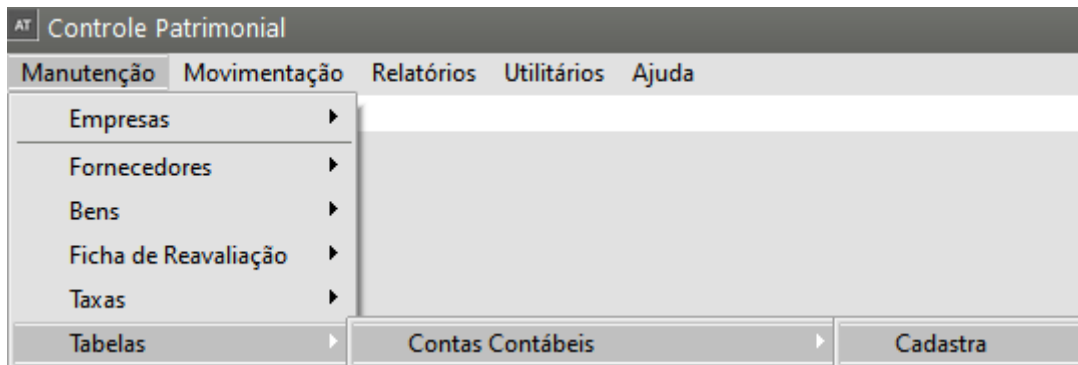 AT Controle Patrimonial
Manutenção Movimentação Relatórios Utilitários Ajuda
Empresas
Fornecedores
Bens
Ficha de Reavaliação
Taxas
Tabelas Contas Contábeis Cadastra